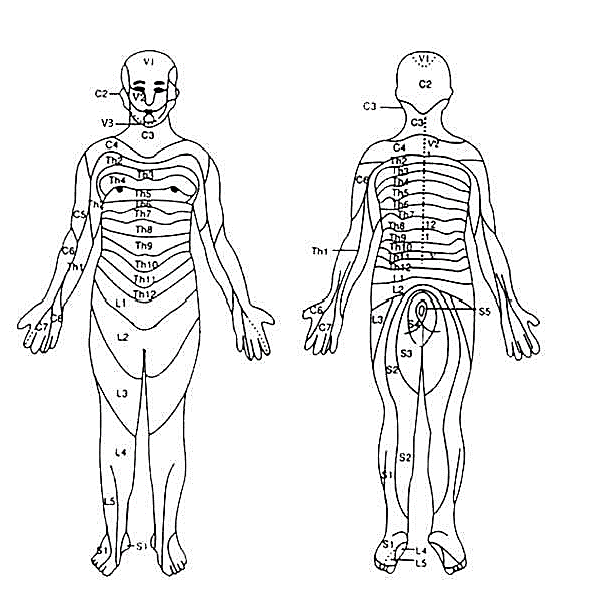 V1
C2
V2
V3
C3
C4
Th2
Th3
Th4
Th5
Th6
Th2
Th7
C5
Th8
C6
Th9
Th1
Th10
Th11
Th12
L1
C8
C7
L2
L3
L4
L5
S1
S1
V1
C2
C3
C3
V2
C4
1
Th2
Th3
C6
Th4
Th5
Th6
Th7
Th8
12
Th9
1
Th1
Th10
Th11
V
Th12
L1
L2
C6
S5
L3
C7
S4
S3
S2
S2
S1
S1
L4
L5